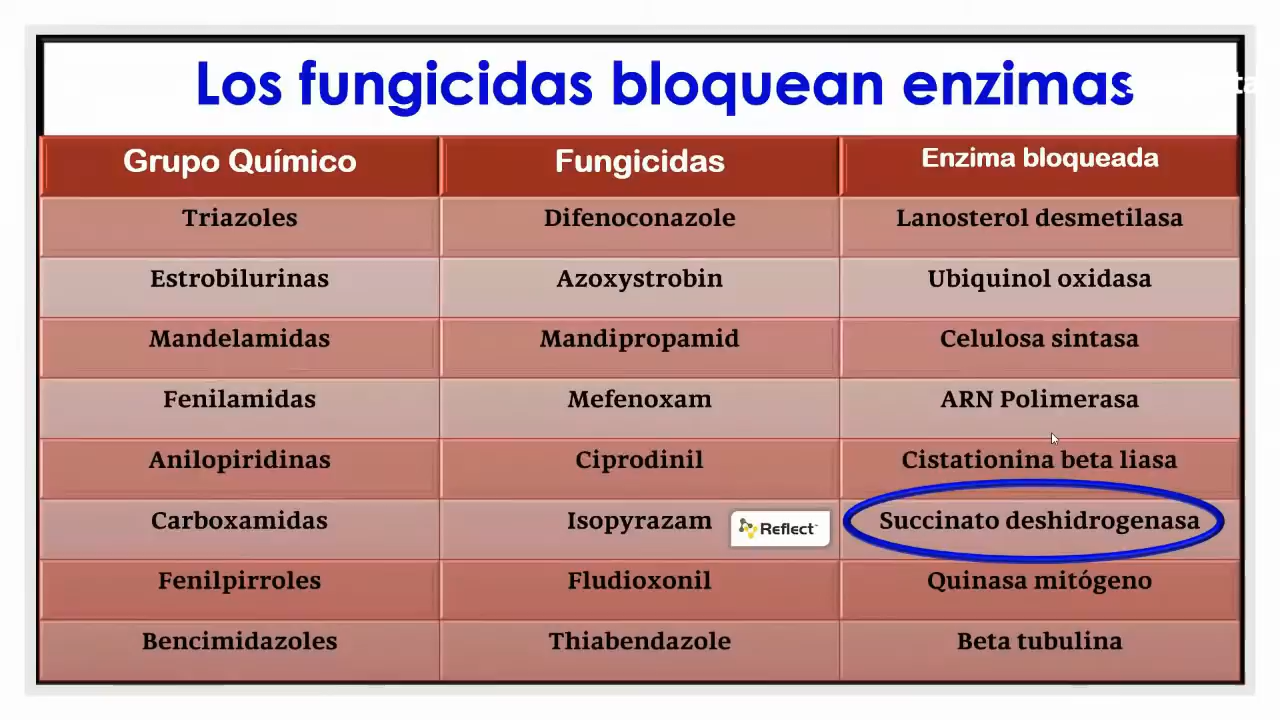 Los fungicidas bloquean enzimas
Grupo Químico Fungicidas Enzima bloqueada
Triazoles Difenoconazole Lanosterol desmetilasa
Estrobilurinas Azoxystrobin Ubiquinol oxidasa
Mandelamidas Mandipropamid Celulosa sintasa
Fenilamidas Mefenoxam ARN Polimerasa
Anilopiridinas Ciprodinil Cistationina beta liasa
Carboxamidas Isopyrazam Reflect™ Succinato deshidrogenasa
Fenilpirroles Fludioxonil Quinasa mitógeno
Bencimidazoles Thiabendazole Beta tubulina